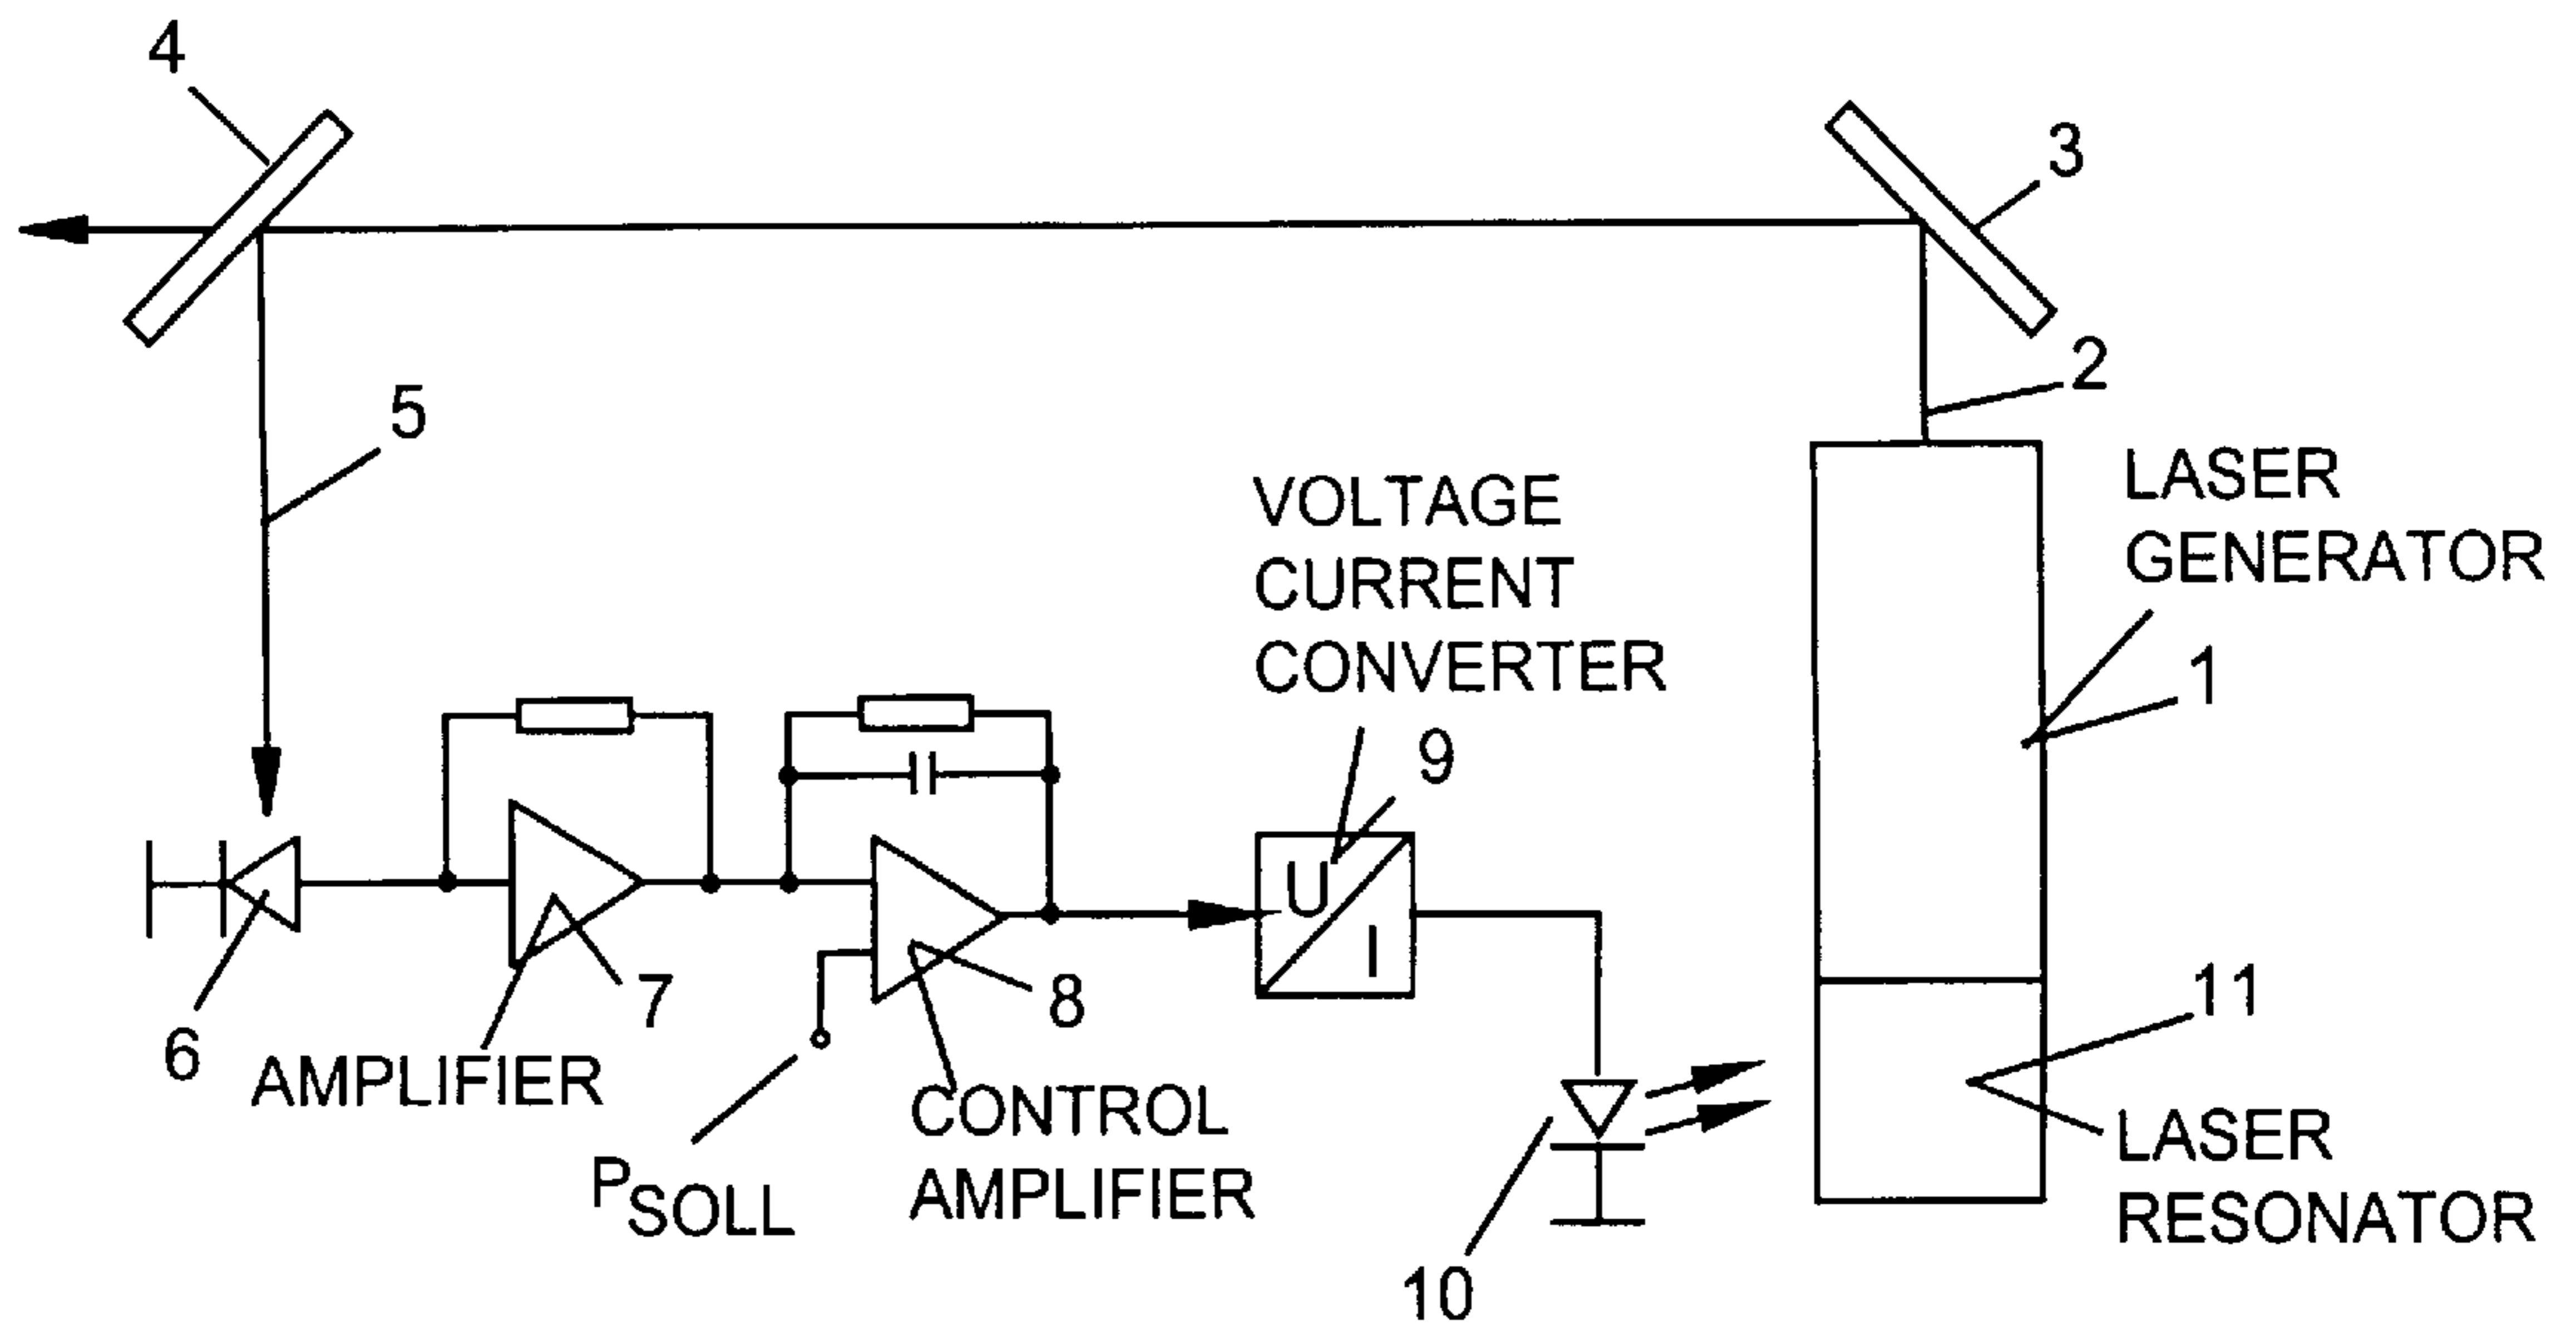 4
3
2
5
LASER
GENERATOR
VOLTAGE
CURRENT
CONVERTER
1
9
U
I
6
7
8
11
AMPLIFIER
CONTROL
AMPLIFIER
PSOLL
LASER
RESONATOR
10